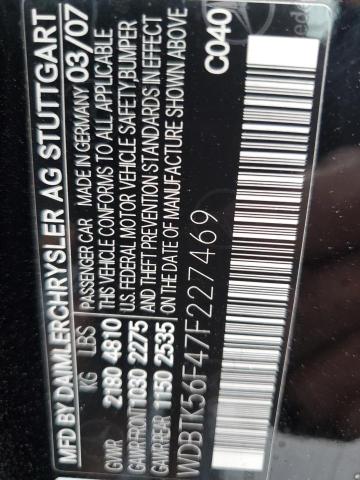 MFD BY DAIMLERCHRYSLER AG STUTTGART
PASSENGER CAR MADE IN GERMANY 03/07
KG LBS THIS VEHICLE CONFORMS TO ALL APPLICABLE
GVWR 2180 4810 U.S. FEDERAL MOTOR VEHICLE SAFETY, BUMPER
GAWR FRONT 1030 2275 AND THEFT PREVENTION STANDARDS IN EFFECT
GAWR REAR 1150 2535 ON THE DATE OF MANUFACTURE SHOWN ABOVE
WDBTK56F47F227469 C040